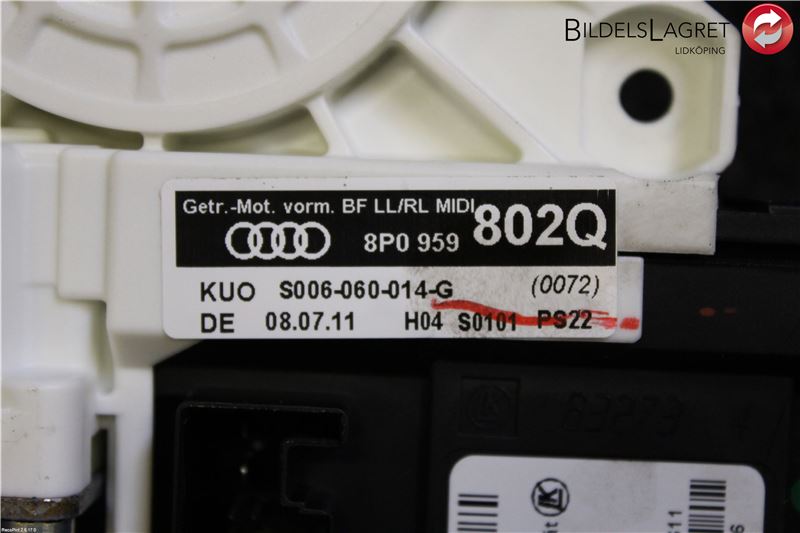 BILDELSLAGRET
LIDKÖPING
Getr.-Mot. vorm. BF LL/RL MIDI
8P0 959 802Q
KUO S006-060-014-G (0072)
DE 08.07.11 H04 S0101 PS22